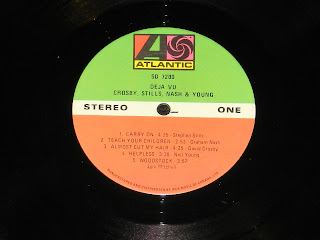 ATLANTIC
SD 7200
DEJA VU
CROSBY, STILLS, NASH & YOUNG
STEREO
ONE
1. CARRY ON 4:25 Stephen Stills
2. TEACH YOUR CHILDREN 2:53 Graham Nash
3. ALMOST CUT MY HAIR 4:25 David Crosby
4. HELPLESS 3:30 Neil Young
5. WOODSTOCK 3:52
Joni Mitchell